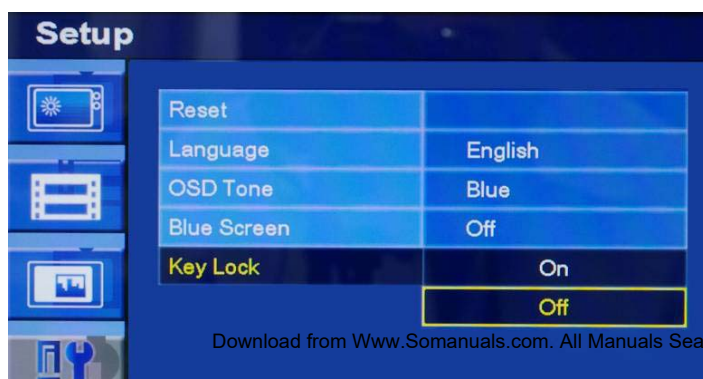 Setup
Reset
Language English
OSD Tone Blue
Blue Screen Off
Key Lock On
Off
Download from Www.Somanuals.com. All Manuals Sea